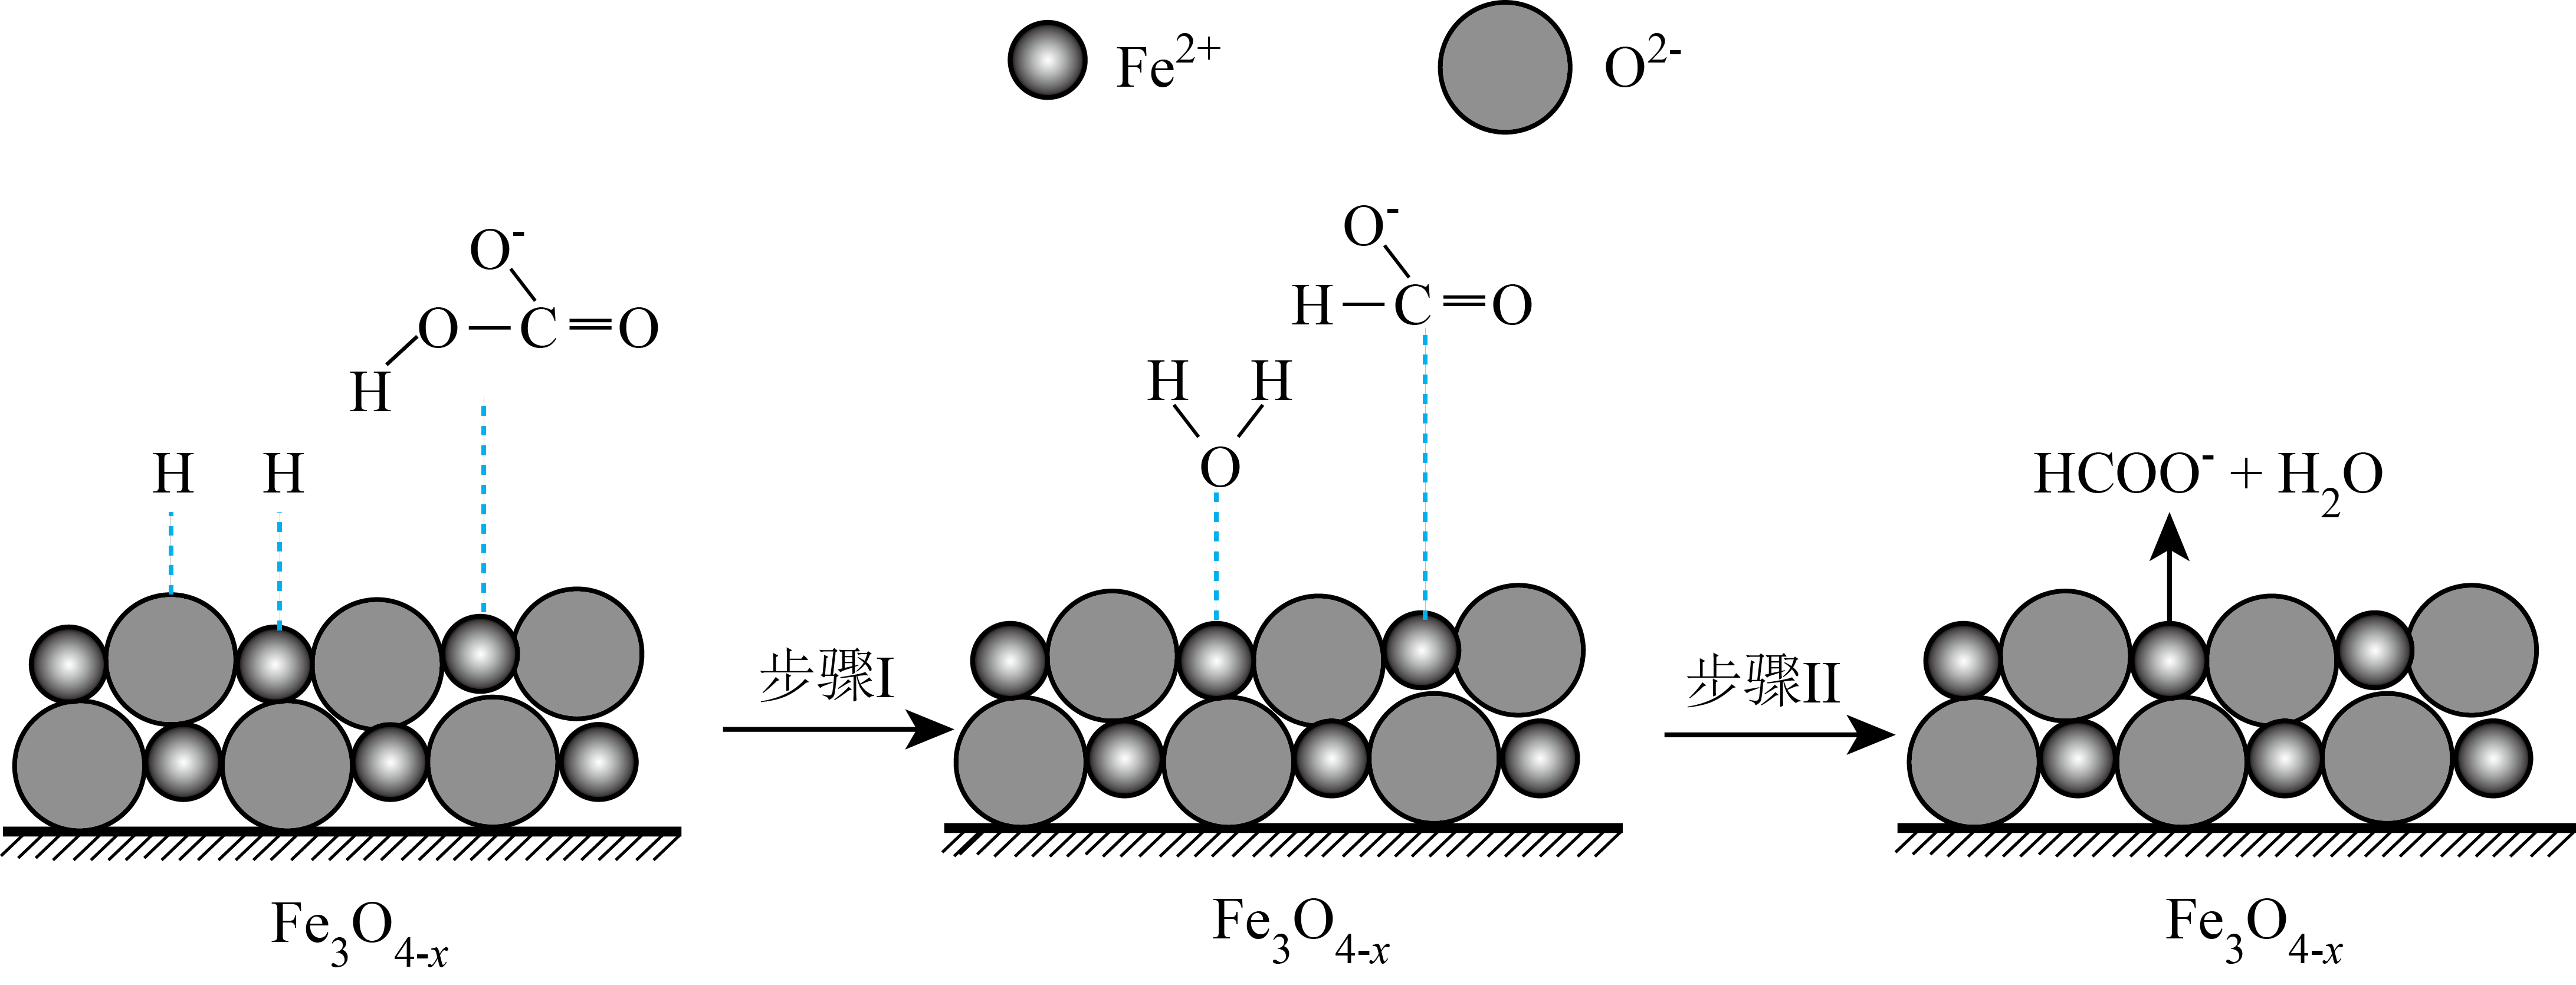 Fe²⁺ O²⁻
O⁻
H O C O
H H
O⁻
H C O
H H
O
步骤I
步骤II
HCOO⁻ + H₂O
Fe₃O₄₋ₓ Fe₃O₄₋ₓ Fe₃O₄₋ₓ